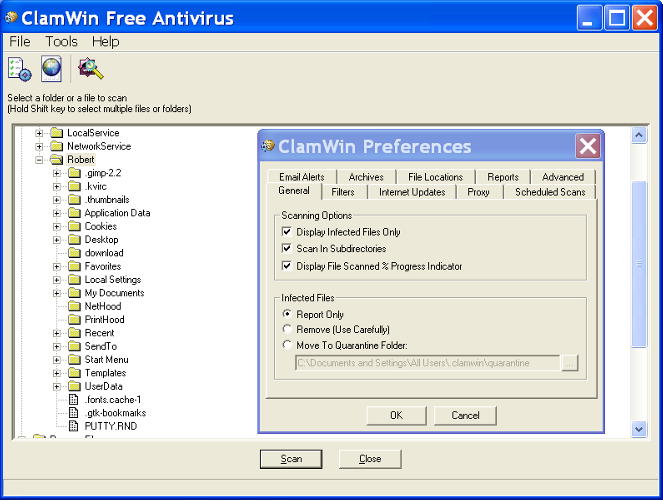 ClamWin Free Antivirus
File Tools Help
Select a folder or a file to scan
(Hold Shift key to select multiple files or folders)
LocalService
NetworkService
Robert
.gimp-2.2
.kvirc
.thumbnails
Application Data
Cookies
Desktop
download
Favorites
Local Settings
My Documents
NetHood
PrintHood
Recent
SendTo
Start Menu
Templates
UserData
.fonts.cache-1
.gtk-bookmarks
PUTTY.RND
ClamWin Preferences
Email Alerts Archives File Locations Reports Advanced
General Filters Internet Updates Proxy Scheduled Scans
Scanning Options
Display Infected Files Only
Scan In Subdirectories
Display File Scanned % Progress Indicator
Infected Files
Report Only
Remove (Use Carefully)
Move To Quarantine Folder:
C:\Documents and Settings\All Users\.clamwin\quarantine
...
OK Cancel
Scan Close